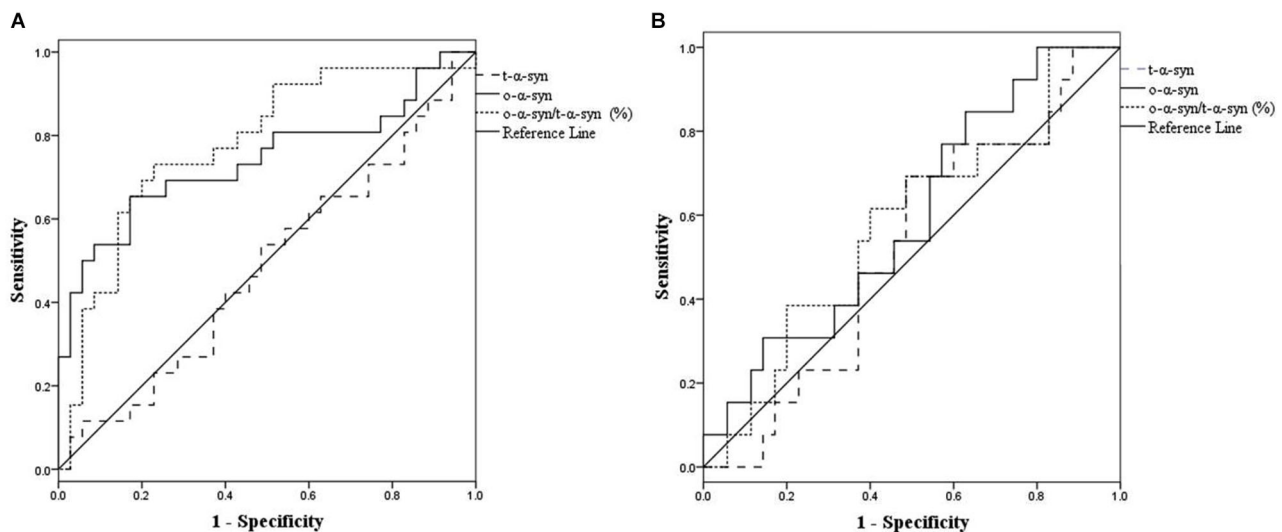 A
1.0
0.8
0.6
0.4
0.2
0.0
Sensitivity
0.0 0.2 0.4 0.6 0.8 1.0
1 - Specificity
t-α-syn
o-α-syn
o-α-syn/t-α-syn (%)
Reference Line
B
1.0
0.8
0.6
0.4
0.2
0.0
Sensitivity
0.0 0.2 0.4 0.6 0.8 1.0
1 - Specificity
t-α-syn
o-α-syn
o-α-syn/t-α-syn (%)
Reference Line